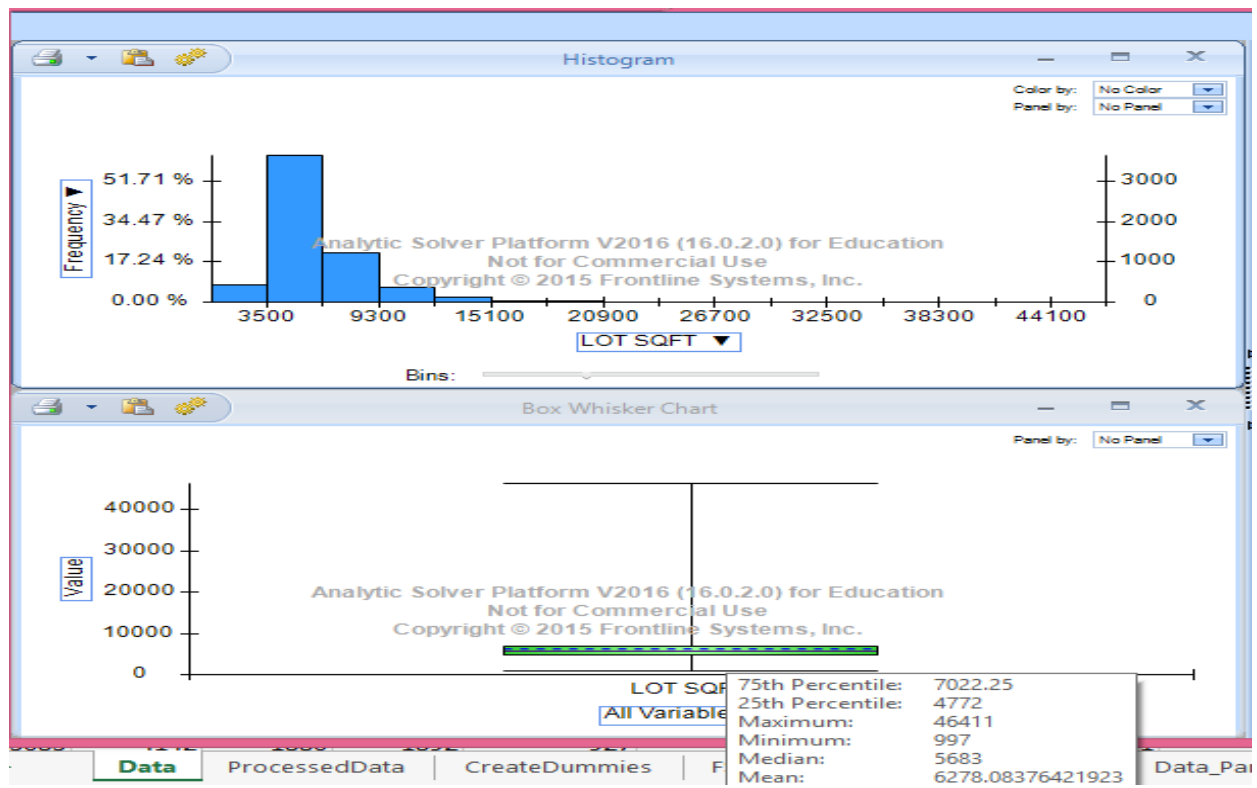 Histogram
Color by: No Color
Panel by: No Panel
51.71 %
34.47 %
17.24 %
0.00 %
Frequency ▼
3000
2000
1000
0
Analytic Solver Platform V2016 (16.0.2.0) for Education
Not for Commercial Use
Copyright © 2015 Frontline Systems, Inc.
3500 9300 15100 20900 26700 32500 38300 44100
LOT SQFT ▼
Bins:
Box Whisker Chart
Panel by: No Panel
40000
30000
20000
10000
0
Value
Analytic Solver Platform V2016 (16.0.2.0) for Education
Not for Commercial Use
Copyright © 2015 Frontline Systems, Inc.
LOT SQF
All Variable
75th Percentile: 7022.25
25th Percentile: 4772
Maximum: 46411
Minimum: 997
Median: 5683
Mean: 6278.08376421923
Data ProcessedData CreateDummies F Data_Par